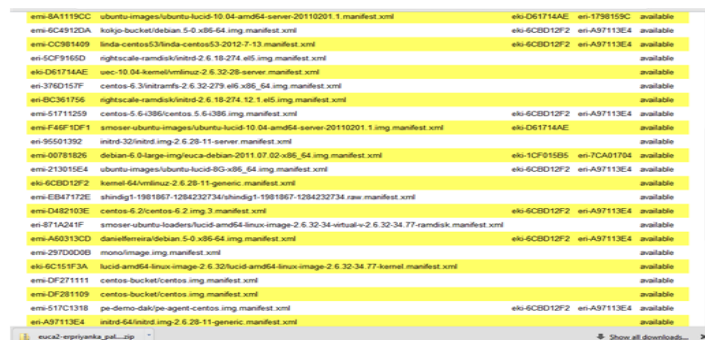 emi-8A1119CC ubuntu-images/ubuntu-lucid-10.04-amd64-server-20110201.1.manifest.xml eki-D61714AE eri-1798159C available
emi-6C4912DA kokjo-bucket/debian.5-0.x86-64.img.manifest.xml eki-6CBD12F2 eri-A97113E4 available
emi-CC981409 linda-centos53/linda-centos53-2012-7-13.manifest.xml eki-6CBD12F2 eri-A97113E4 available
eri-5CF9165D rightscale-ramdisk/initrd-2.6.18-274.el5.img.manifest.xml available
eki-D61714AE uec-10.04-kernel/vmlinuz-2.6.32-28-server.manifest.xml available
eri-376D157F centos-6.3/initramfs-2.6.32-279.el6.x86_64.img.manifest.xml available
eri-BC361756 rightscale-ramdisk/initrd-2.6.18-274.12.1.el5.img.manifest.xml available
emi-51711259 centos-5.6-i386/centos.5.6-i386.img.manifest.xml eki-6CBD12F2 eri-A97113E4 available
emi-F46F1DF1 smoser-ubuntu-images/ubuntu-lucid-10.04-amd64-server-20110201.1.img.manifest.xml eki-D61714AE available
eri-95501392 initrd-32/initrd.img-2.6.28-11-server.manifest.xml available
emi-00781826 debian-6.0-large-img/euca-debian-2011.07.02-x86_64.img.manifest.xml eki-1CF015B5 eri-7CA01704 available
emi-213015E4 ubuntu-images/ubuntu-lucid-8G-x86_64.img.manifest.xml eki-6CBD12F2 eri-A97113E4 available
eki-6CBD12F2 kernel-64/vmlinuz-2.6.28-11-generic.manifest.xml available
emi-EB47172E shindig1-1981867-1284232734/shindig1-1981867-1284232734.raw.manifest.xml available
emi-D482103E centos-6.2/centos-6.2.img.3.manifest.xml eki-6CBD12F2 eri-A97113E4 available
eri-871A241F smoser-ubuntu-loaders/lucid-amd64-linux-image-2.6.32-34-virtual-v-2.6.32-34.77-ramdisk.manifest.xml available
emi-A60313CD danielferreira/debian.5-0.x86-64.img.manifest.xml eki-6CBD12F2 eri-A97113E4 available
emi-297D0D0B mono/image.img.manifest.xml available
eki-6C151F3A lucid-amd64-linux-image-2.6.32/lucid-amd64-linux-image-2.6.32-34.77-kernel.manifest.xml available
emi-DF271111 centos-bucket/centos.img.manifest.xml available
emi-DF281109 centos-bucket/centos.img.manifest.xml available
emi-517C1318 pe-demo-dak/pe-agent-centos.img.manifest.xml eki-6CBD12F2 eri-A97113E4 available
eri-A97113E4 initrd-64/initrd.img-2.6.28-11-generic.manifest.xml available
euca2-erpriyanka_pal....zip Show all downloads...